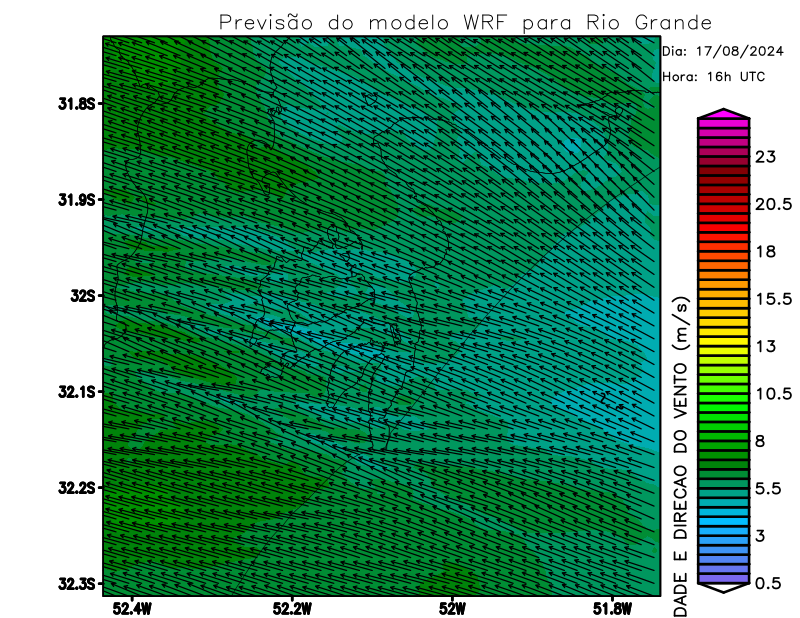 Previsão do modelo WRF para Rio Grande
Dia: 17/08/2024
Hora: 16h UTC
31.8S
31.9S
32S
32.1S
32.2S
32.3S
52.4W
52.2W
52W
51.8W
DADE E DIRECAO DO VENTO (m/s)
23
20.5
18
15.5
13
10.5
8
5.5
3
0.5